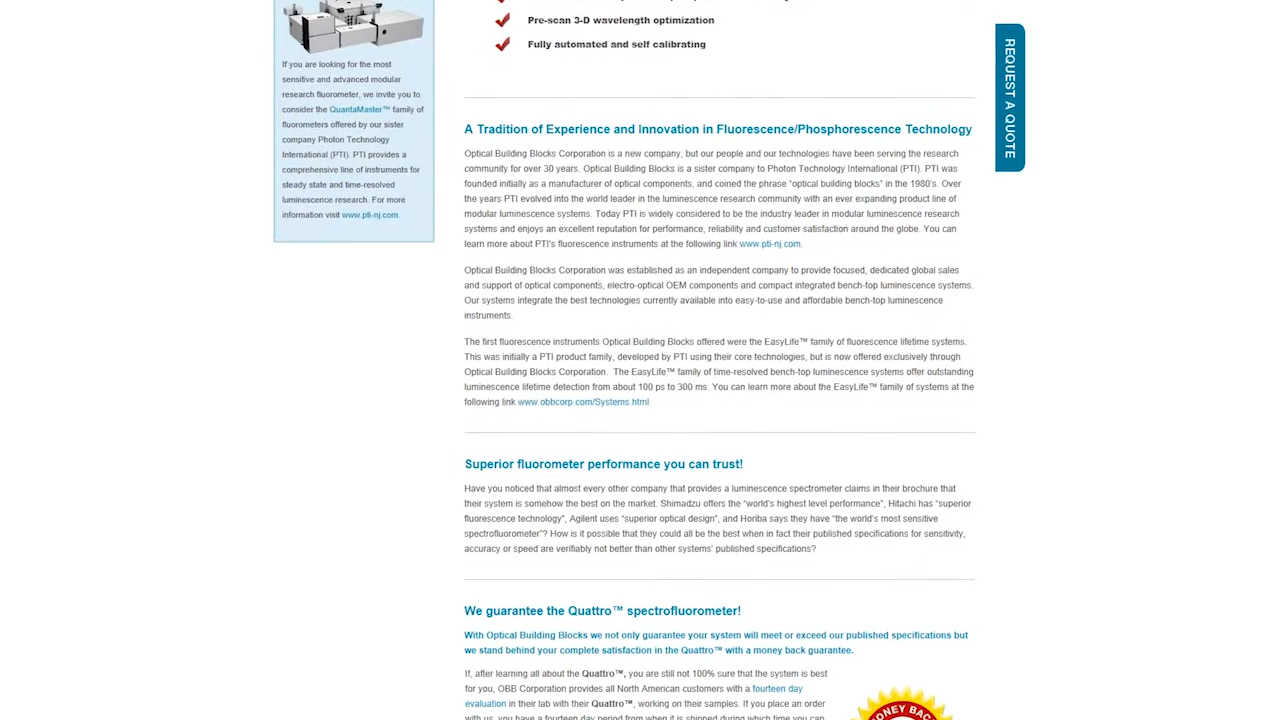 Pre-scan 3-D wavelength optimization
Fully automated and self calibrating
If you are looking for the most
sensitive and advanced modular
research fluorometer, we invite you to
consider the QuantaMaster™ family of
fluorometers offered by our sister
company Photon Technology
International (PTI). PTI provides a
comprehensive line of instruments for
steady state and time-resolved
luminescence research. For more
information visit www.pti-nj.com.
REQUEST A QUOTE
A Tradition of Experience and Innovation in Fluorescence/Phosphorescence Technology
Optical Building Blocks Corporation is a new company, but our people and our technologies have been serving the research
community for over 30 years. Optical Building Blocks is a sister company to Photon Technology International (PTI). PTI was
founded initially as a manufacturer of optical components, and coined the phrase “optical building blocks” in the 1980’s. Over
the years PTI evolved into the world leader in the luminescence research community with an ever expanding product line of
modular luminescence systems. Today PTI is widely considered to be the industry leader in modular luminescence research
systems and enjoys an excellent reputation for performance, reliability and customer satisfaction around the globe. You can
learn more about PTI's fluorescence instruments at the following link www.pti-nj.com.
Optical Building Blocks Corporation was established as an independent company to provide focused, dedicated global sales
and support of optical components, electro-optical OEM components and compact integrated bench-top luminescence systems.
Our systems integrate the best technologies currently available into easy-to-use and affordable bench-top luminescence
instruments.
The first fluorescence instruments Optical Building Blocks offered were the EasyLife™ family of fluorescence lifetime systems.
This was initially a PTI product family, developed by PTI using their core technologies, but is now offered exclusively through
Optical Building Blocks Corporation. The EasyLife™ family of time-resolved bench-top luminescence systems offer outstanding
luminescence lifetime detection from about 100 ps to 300 ms. You can learn more about the EasyLife™ family of systems at the
following link www.obbcorp.com/Systems.html
Superior fluorometer performance you can trust!
Have you noticed that almost every other company that provides a luminescence spectrometer claims in their brochure that
their system is somehow the best on the market. Shimadzu offers the “world’s highest level performance”, Hitachi has “superior
fluorescence technology”, Agilent uses “superior optical design”, and Horiba says they have “the world’s most sensitive
spectrofluorometer”? How is it possible that they could all be the best when in fact their published specifications for sensitivity,
accuracy or speed are verifiably not better than other systems’ published specifications?
We guarantee the Quattro™ spectrofluorometer!
With Optical Building Blocks we not only guarantee your system will meet or exceed our published specifications but
we stand behind your complete satisfaction in the Quattro™ with a money back guarantee.
If, after learning all about the Quattro™, you are still not 100% sure that the system is best
for you, OBB Corporation provides all North American customers with a fourteen day
evaluation in their lab with their Quattro™, working on their samples. If you place an order
with us, you have a fourteen day period from when it is shipped during which time you can
MONEY BACK